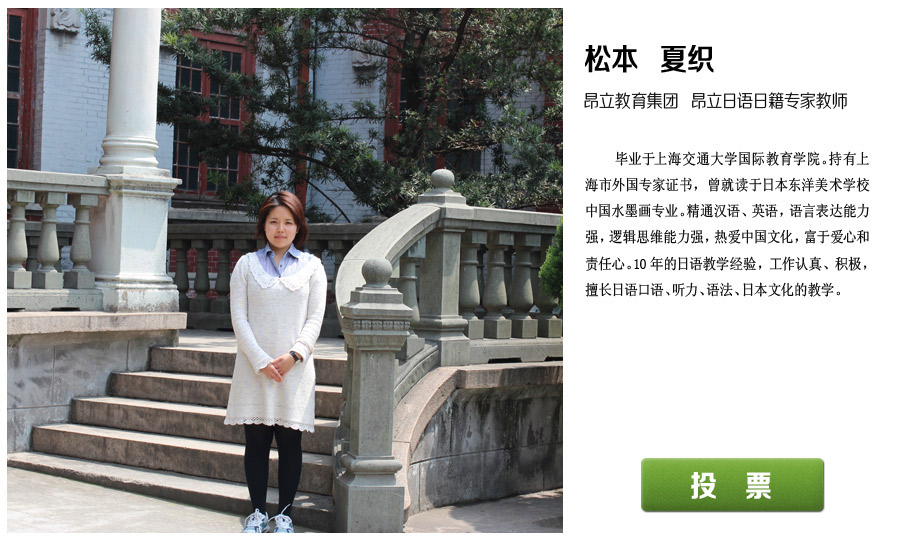 松本 夏织
昂立教育集团 昂立日语日籍专家教师
毕业于上海交通大学国际教育学院。持有上
海市外国专家证书，曾就读于日本东洋美术学校
中国水墨画专业。精通汉语、英语，语言表达能力
强，逻辑思维能力强，热爱中国文化，富于爱心和
责任心。10 年的日语教学经验，工作认真、积极，
擅长日语口语、听力、语法、日本文化的教学。
投 票